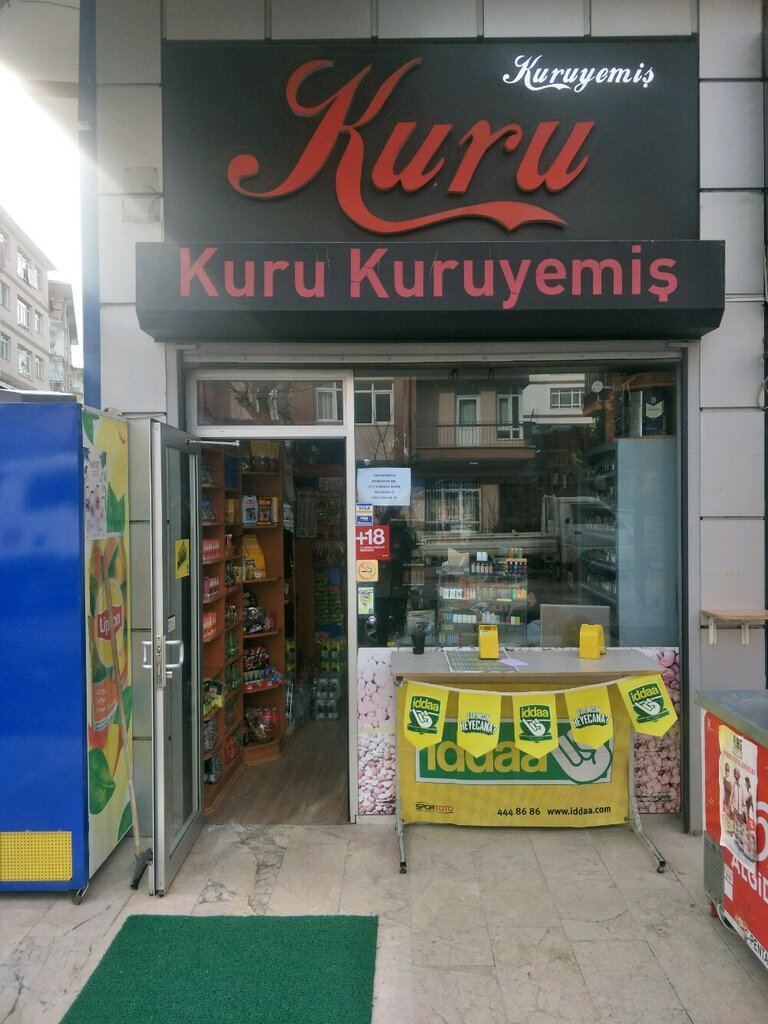 Kuruyemiş
Kuru
Kuru Kuruyemiş
VISA
+18
Lipton
iddaa
HEYECANA?
iddaa
HEYECANA?
iddaa
iddaa
SPORTOTO
444 86 86 www.iddaa.com